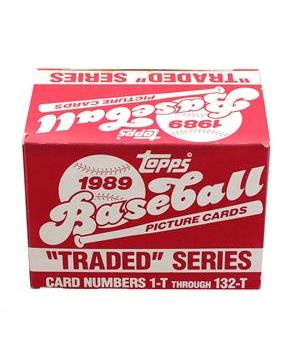 "TRADED" SERIES
PICTURE CARDS
Baseball
1989
TOPPS
TOPPS
1989
Baseball
PICTURE CARDS
"TRADED" SERIES
CARD NUMBERS 1-T THROUGH 132-T